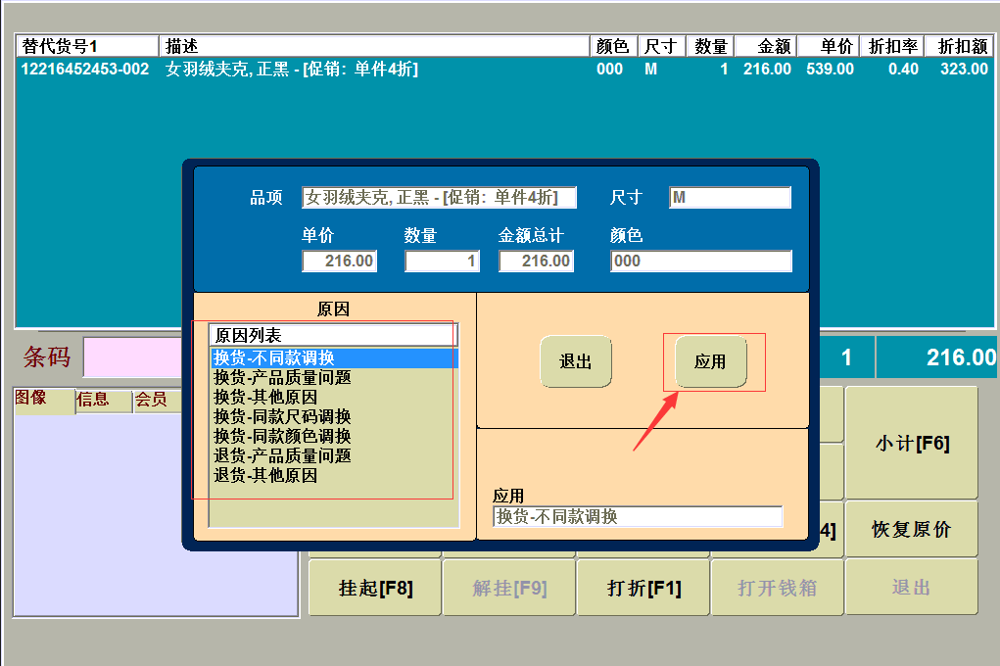 替代货号1 描述 颜色 尺寸 数量 金额 单价 折扣率 折扣额
12216452453-002 女羽绒夹克,正黑 - [促销：单件4折] 000 M 1 216.00 539.00 0.40 323.00
品项 女羽绒夹克,正黑 - [促销：单件4折] 尺寸 M
单价 数量 金额总计 颜色
216.00 1 216.00 000
原因
原因列表
换货-不同款调换
换货-产品质量问题
换货-其他原因
换货-同款尺码调换
换货-同款颜色调换
退货-产品质量问题
退货-其他原因
退出 应用
应用
换货-不同款调换
条码 1 216.00
图像 信息 会员
小计[F6]
4] 恢复原价
挂起[F8] 解挂[F9] 打折[F1] 打开钱箱 退出